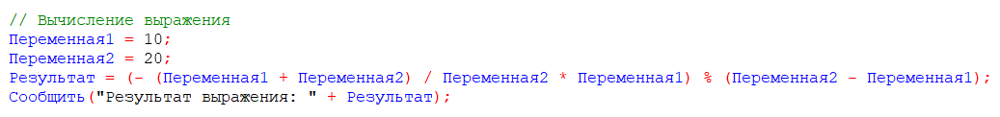 // Вычисление выражения
Переменная1 = 10;
Переменная2 = 20;
Результат = (- (Переменная1 + Переменная2) / Переменная2 * Переменная1) % (Переменная2 - Переменная1);
Сообщить("Результат выражения: " + Результат);